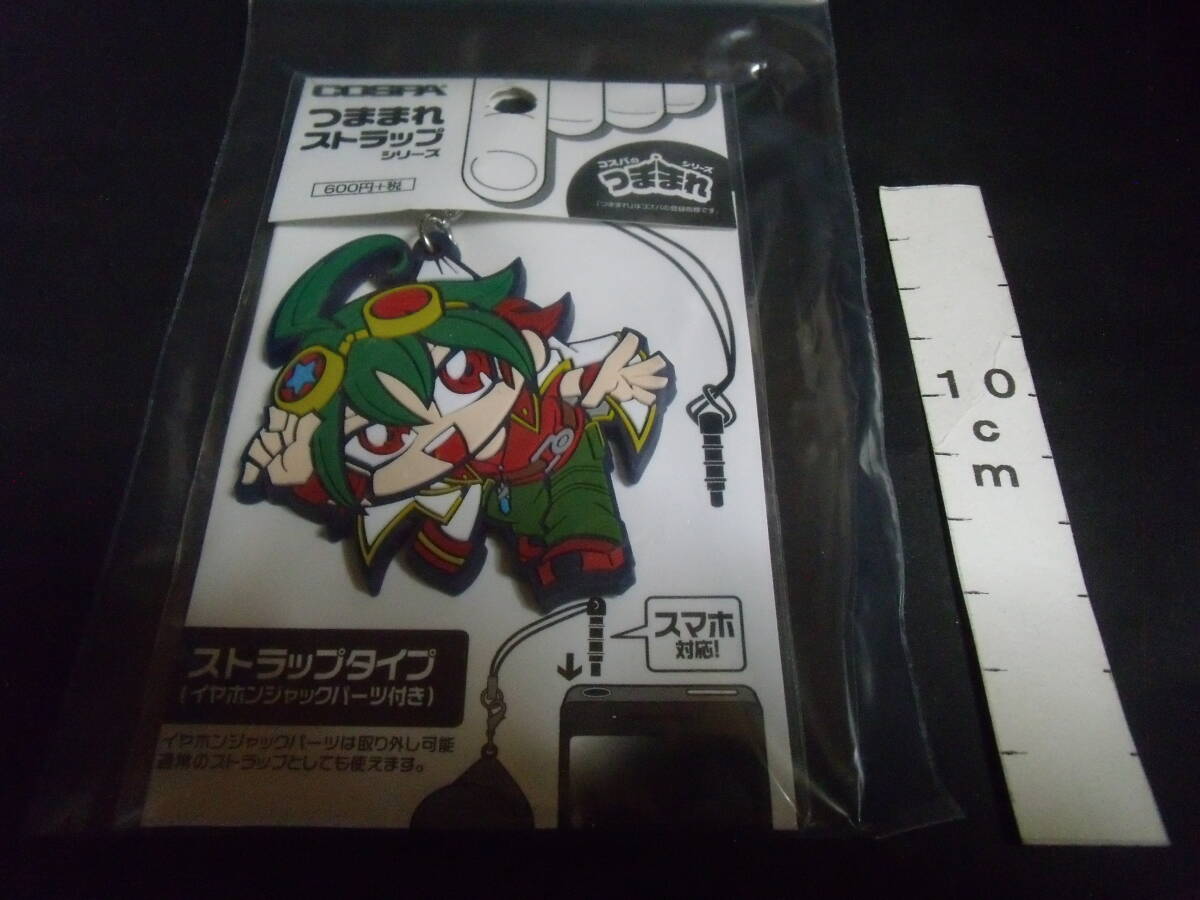 COSPA
つままれ
ストラップ
シリーズ
600円+税
コスパの
シリーズ
つままれ
「つままれ」はコスパの登録商標です。
スマホ
対応!
ストラップタイプ
(イヤホンジャックパーツ付き)
イヤホンジャックパーツは取り外し可能
通常のストラップとしても使えます。
10
c
m